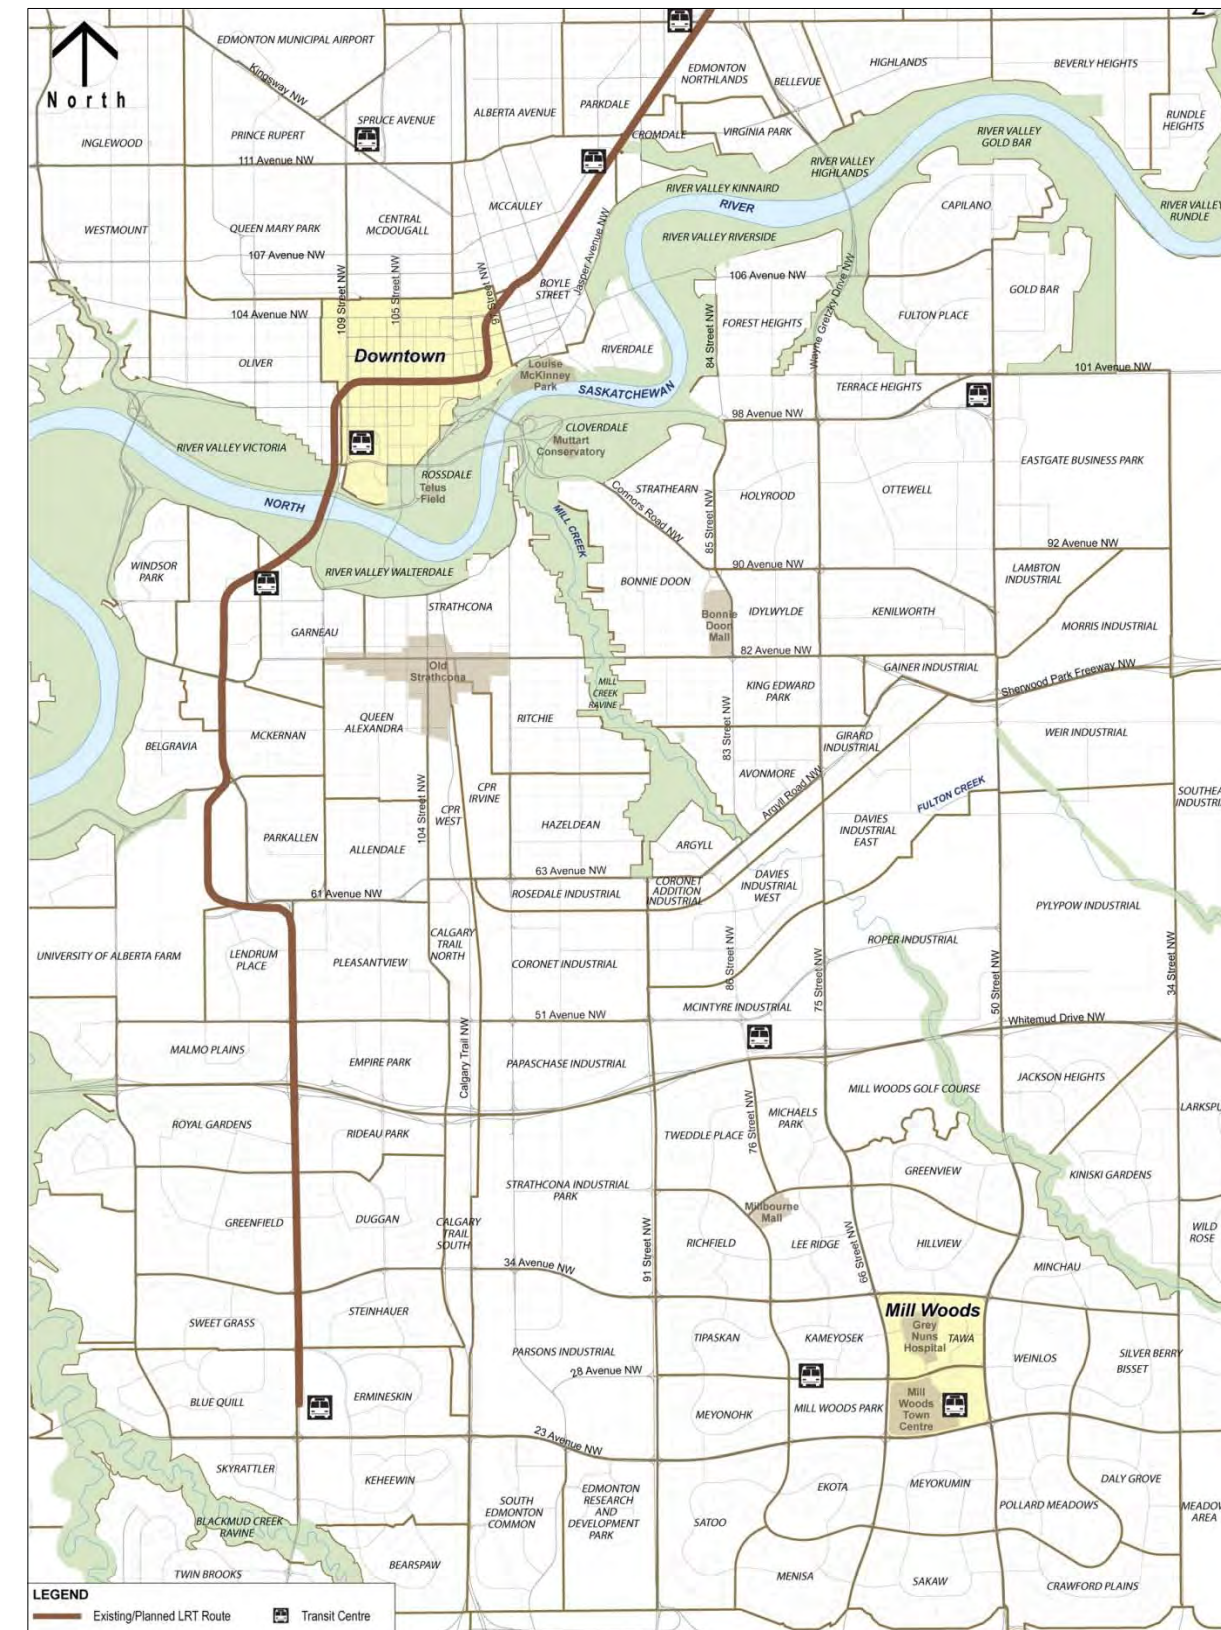 EDMONTON MUNICIPAL AIRPORT
Kingsway NW
North
EDMONTON
NORTHLANDS
BELLEVUE
HIGHLANDS
BEVERLY HEIGHTS
INGLEWOOD
PRINCE RUPERT
SPRUCE AVENUE
ALBERTA AVENUE
PARKDALE
CROMDALE
VIRGINIA PARK
RUNDLE
HEIGHTS
RIVER VALLEY
GOLD BAR
111 Avenue NW
RIVER VALLEY
HIGHLANDS
RIVER VALLEY KINNAIRD
RIVER
WESTMOUNT
QUEEN MARY PARK
CENTRAL
MCDOUGALL
MCCAULEY
CAPILANO
RIVER VALLEY
RUNDLE
RIVER VALLEY RIVERSIDE
Jasper Avenue NW
107 Avenue NW
109 Street NW
105 Street NW
BOYLE
STREET
106 Avenue NW
GOLD BAR
104 Avenue NW
84 Street NW
FOREST HEIGHTS
Wayne Gretzky Drive NW
FULTON PLACE
OLIVER
Downtown
RIVERDALE
Louise
McKinney
Park
SASKATCHEWAN
101 Avenue NW
TERRACE HEIGHTS
98 Avenue NW
RIVER VALLEY VICTORIA
CLOVERDALE
Muttart
Conservatory
ROSSDALE
Telus
Field
NORTH
EASTGATE BUSINESS PARK
STRATHEARN
Connors Road NW
85 Street NW
HOLYROOD
OTTEWELL
MILL CREEK
92 Avenue NW
WINDSOR
PARK
RIVER VALLEY WALTERDALE
BONNIE DOON
90 Avenue NW
LAMBTON
INDUSTRIAL
STRATHCONA
GARNEAU
Bonnie
Doon
Mall
IDYLWYLDE
KENILWORTH
MORRIS INDUSTRIAL
82 Avenue NW
Old
Strathcona
GAINER INDUSTRIAL
Sherwood Park Freeway NW
MILL
CREEK
RAVINE
KING EDWARD
PARK
QUEEN
ALEXANDRA
RITCHIE
BELGRAVIA
MCKERNAN
83 Street NW
GIRARD
INDUSTRIAL
WEIR INDUSTRIAL
AVONMORE
Argyll Road NW
104 Street NW
CPR
WEST
CPR
IRVINE
FULTON CREEK
SOUTHEA
INDUSTRI
HAZELDEAN
PARKALLEN
ALLENDALE
ARGYLL
DAVIES
INDUSTRIAL
EAST
63 Avenue NW
61 Avenue NW
ROSEDALE INDUSTRIAL
CORONET
ADDITION
INDUSTRIAL
DAVIES
INDUSTRIAL
WEST
PYLYPOW INDUSTRIAL
UNIVERSITY OF ALBERTA FARM
LENDRUM
PLACE
PLEASANTVIEW
CALGARY
TRAIL
NORTH
CORONET INDUSTRIAL
86 Street NW
75 Street NW
ROPER INDUSTRIAL
50 Street NW
34 Street NW
MCINTYRE INDUSTRIAL
51 Avenue NW
Whitemud Drive NW
MALMO PLAINS
EMPIRE PARK
Calgary Trail NW
PAPASCHASE INDUSTRIAL
MILL WOODS GOLF COURSE
JACKSON HEIGHTS
ROYAL GARDENS
RIDEAU PARK
TWEDDLE PLACE
76 Street NW
MICHAELS
PARK
LARKSPU
GREENVIEW
KINISKI GARDENS
STRATHCONA INDUSTRIAL
PARK
GREENFIELD
DUGGAN
CALGARY
TRAIL
SOUTH
Millbourne
Mall
RICHFIELD
LEE RIDGE
66 Street NW
HILLVIEW
WILD
ROSE
34 Avenue NW
91 Street NW
MINCHAU
SWEET GRASS
STEINHAUER
Mill Woods
Grey
Nuns
Hospital
TAWA
PARSONS INDUSTRIAL
TIPASKAN
KAMEYOSEK
WEINLOS
SILVER BERRY
BISSET
28 Avenue NW
BLUE QUILL
ERMINESKIN
MEYONOHK
MILL WOODS PARK
Mill
Woods
Town
Centre
23 Avenue NW
SKYRATTLER
KEHEEWIN
EKOTA
MEYOKUMIN
DALY GROVE
SOUTH
EDMONTON
COMMON
EDMONTON
RESEARCH
AND
DEVELOPMENT
PARK
SATOO
POLLARD MEADOWS
MEADOW
AREA
BLACKMUD CREEK
RAVINE
TWIN BROOKS
BEARSPAW
MENISA
SAKAW
CRAWFORD PLAINS
LEGEND
Existing/Planned LRT Route
Transit Centre